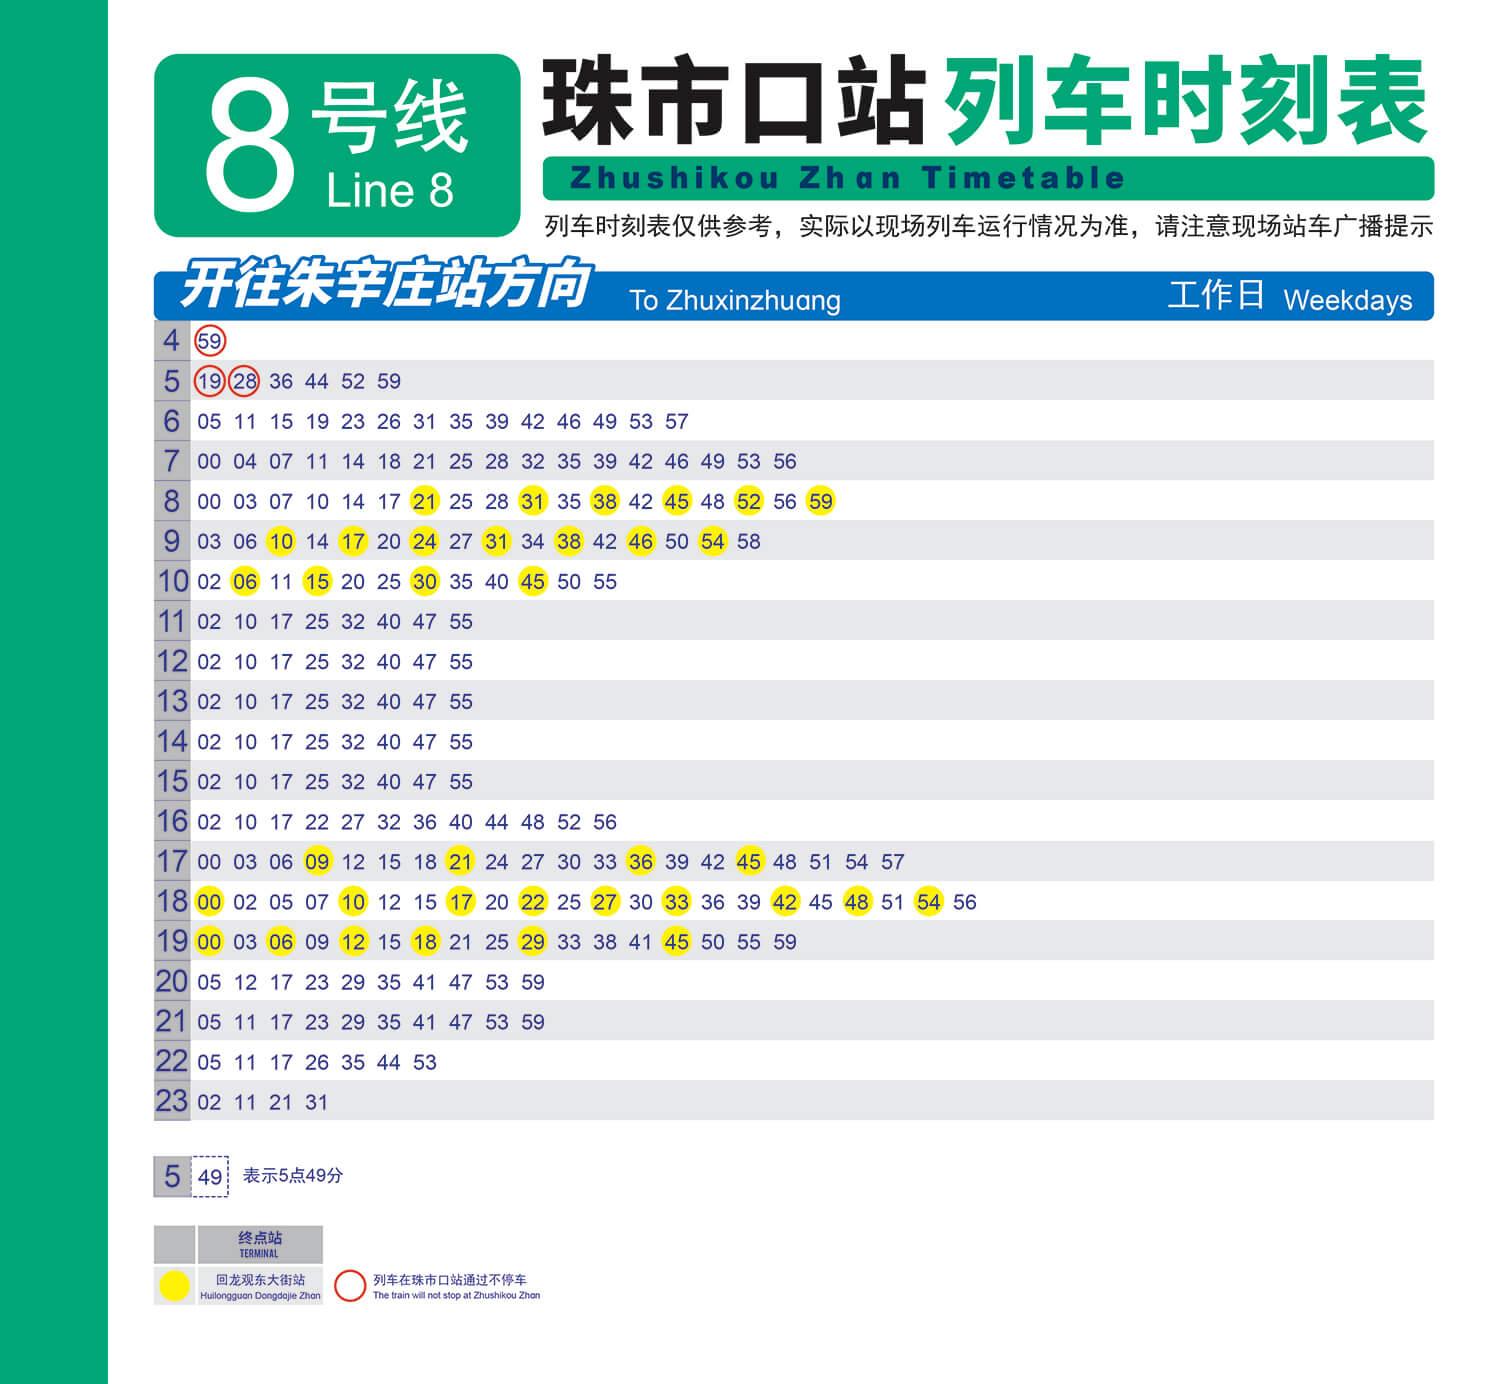 8号线
Line 8
珠市口站列车时刻表
Zhushikou Zhan Timetable
列车时刻表仅供参考，实际以现场列车运行情况为准，请注意现场站车广播提示
开往朱辛庄站方向 To Zhuxinzhuang 工作日 Weekdays
4 59
5 19 28 36 44 52 59
6 05 11 15 19 23 26 31 35 39 42 46 49 53 57
7 00 04 07 11 14 18 21 25 28 32 35 39 42 46 49 53 56
8 00 03 07 10 14 17 21 25 28 31 35 38 42 45 48 52 56 59
9 03 06 10 14 17 20 24 27 31 34 38 42 46 50 54 58
10 02 06 11 15 20 25 30 35 40 45 50 55
11 02 10 17 25 32 40 47 55
12 02 10 17 25 32 40 47 55
13 02 10 17 25 32 40 47 55
14 02 10 17 25 32 40 47 55
15 02 10 17 25 32 40 47 55
16 02 10 17 22 27 32 36 40 44 48 52 56
17 00 03 06 09 12 15 18 21 24 27 30 33 36 39 42 45 48 51 54 57
18 00 02 05 07 10 12 15 17 20 22 25 27 30 33 36 39 42 45 48 51 54 56
19 00 03 06 09 12 15 18 21 25 29 33 38 41 45 50 55 59
20 05 12 17 23 29 35 41 47 53 59
21 05 11 17 23 29 35 41 47 53 59
22 05 11 17 26 35 44 53
23 02 11 21 31
5 49 表示5点49分
终点站
TERMINAL
回龙观东大街站
Huilongguan Dongdajie Zhan
列车在珠市口站通过不停车
The train will not stop at Zhushikou Zhan